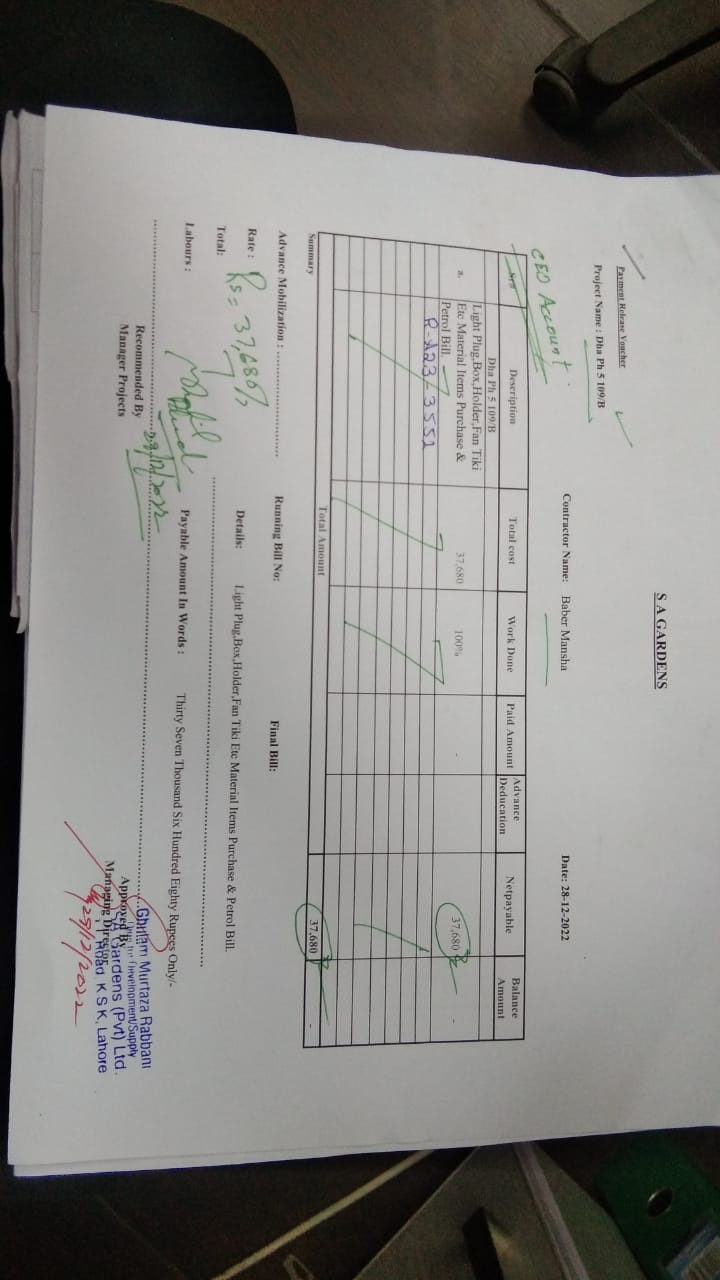 S A GARDENS
Payment Release Voucher
Project Name : Dha Ph 5 109/B
Contractor Name: Baber Mansha
Date: 28-12-2022
CEO Account
Description Total cost Work Done Paid Amount Advance Deducation Netpayable Balance Amount
Dha Ph 5 109/B
a. Light Plug,Box,Holder,Fan Tiki Etc Material Items Purchase & Petrol Bill. 37,680 100% - 37,680 -
R-A23-3552
Total Amount 37,680 -
Summary
Advance Mobilization : .................... Running Bill No: Final Bill:
Rate : Rs = 37,680/ Details: Light Plug,Box,Holder,Fan Tiki Etc Material Items Purchase & Petrol Bill.
Total:
Labours : Payable Amount In Words : Thirty Seven Thousand Six Hundred Eighty Rupees Only/-
29/12/2022
Recommended By
Manager Projects
Ghulam Murtaza Rabbani
Development/Supply
SA Gardens (Pvt) Ltd.
Road K S K, Lahore
Approved By
Managing Director
29/12/2022